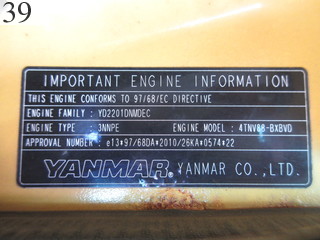 39
IMPORTANT ENGINE INFORMATION
THIS ENGINE CONFORMS TO 97/68/EC DIRECTIVE
ENGINE FAMILY : YD2201DNMDEC
ENGINE TYPE : 3NNPE ENGINE MODEL : 4TNV88-BXBVD
APPROVAL NUMBER : e13*97/68DA*2010/26KA*0574*22
YANMAR YANMAR CO.,LTD.